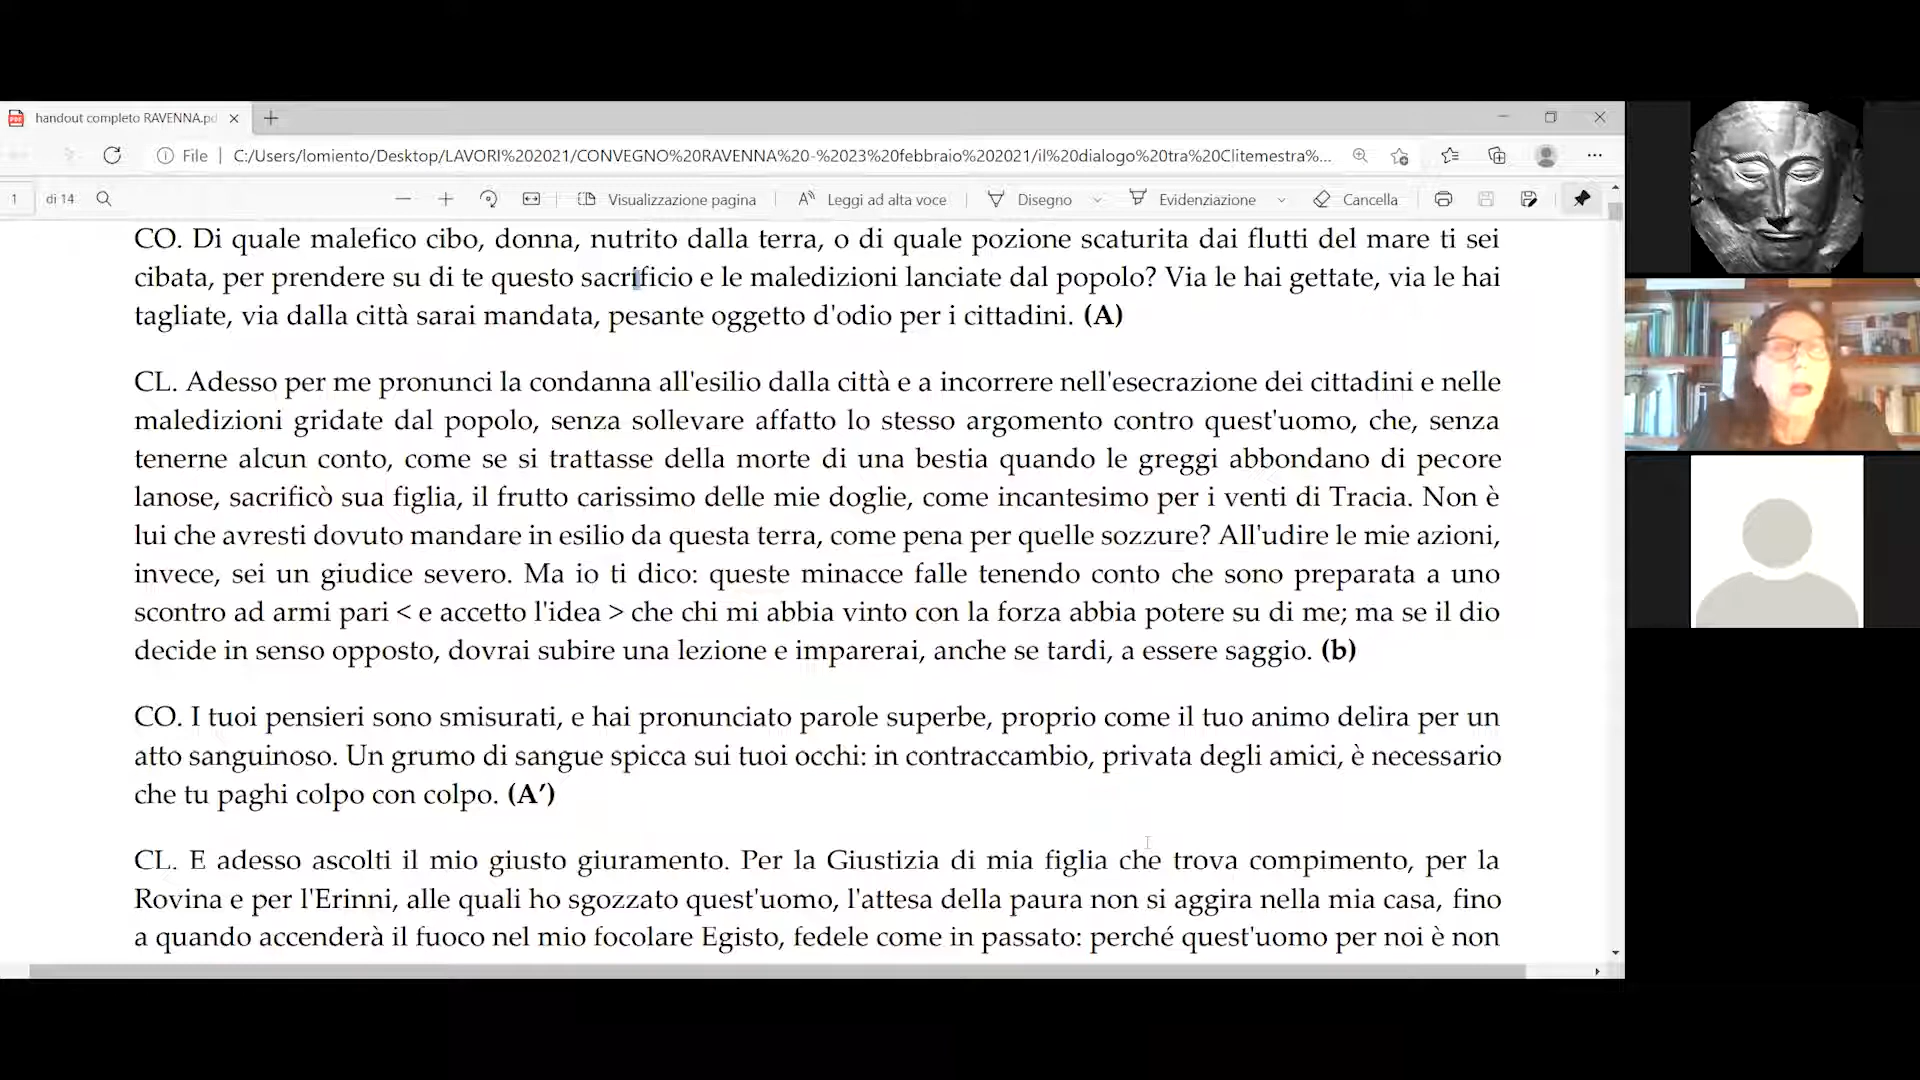 handout completo RAVENNA.pd
File
C:/Users/lomiento/Desktop/LAVORI%202021/CONVEGNO%20RAVENNA%20-%2023%20febbraio%202021/il%20dialogo%20tra%20Clitemestra%...
1 di 14
Visualizzazione pagina
Leggi ad alta voce
Disegno
Evidenziazione
Cancella
CO. Di quale malefico cibo, donna, nutrito dalla terra, o di quale pozione scaturita dai flutti del mare ti sei
cibata, per prendere su di te questo sacrificio e le maledizioni lanciate dal popolo? Via le hai gettate, via le hai
tagliate, via dalla città sarai mandata, pesante oggetto d'odio per i cittadini. (A)
CL. Adesso per me pronunci la condanna all'esilio dalla città e a incorrere nell'esecrazione dei cittadini e nelle
maledizioni gridate dal popolo, senza sollevare affatto lo stesso argomento contro quest'uomo, che, senza
tenerne alcun conto, come se si trattasse della morte di una bestia quando le greggi abbondano di pecore
lanose, sacrificò sua figlia, il frutto carissimo delle mie doglie, come incantesimo per i venti di Tracia. Non è
lui che avresti dovuto mandare in esilio da questa terra, come pena per quelle sozzure? All'udire le mie azioni,
invece, sei un giudice severo. Ma io ti dico: queste minacce falle tenendo conto che sono preparata a uno
scontro ad armi pari < e accetto l'idea > che chi mi abbia vinto con la forza abbia potere su di me; ma se il dio
decide in senso opposto, dovrai subire una lezione e imparerai, anche se tardi, a essere saggio. (b)
CO. I tuoi pensieri sono smisurati, e hai pronunciato parole superbe, proprio come il tuo animo delira per un
atto sanguinoso. Un grumo di sangue spicca sui tuoi occhi: in contraccambio, privata degli amici, è necessario
che tu paghi colpo con colpo. (A′)
CL. E adesso ascolti il mio giusto giuramento. Per la Giustizia di mia figlia che trova compimento, per la
Rovina e per l'Erinni, alle quali ho sgozzato quest'uomo, l'attesa della paura non si aggira nella mia casa, fino
a quando accenderà il fuoco nel mio focolare Egisto, fedele come in passato: perché quest'uomo per noi è non